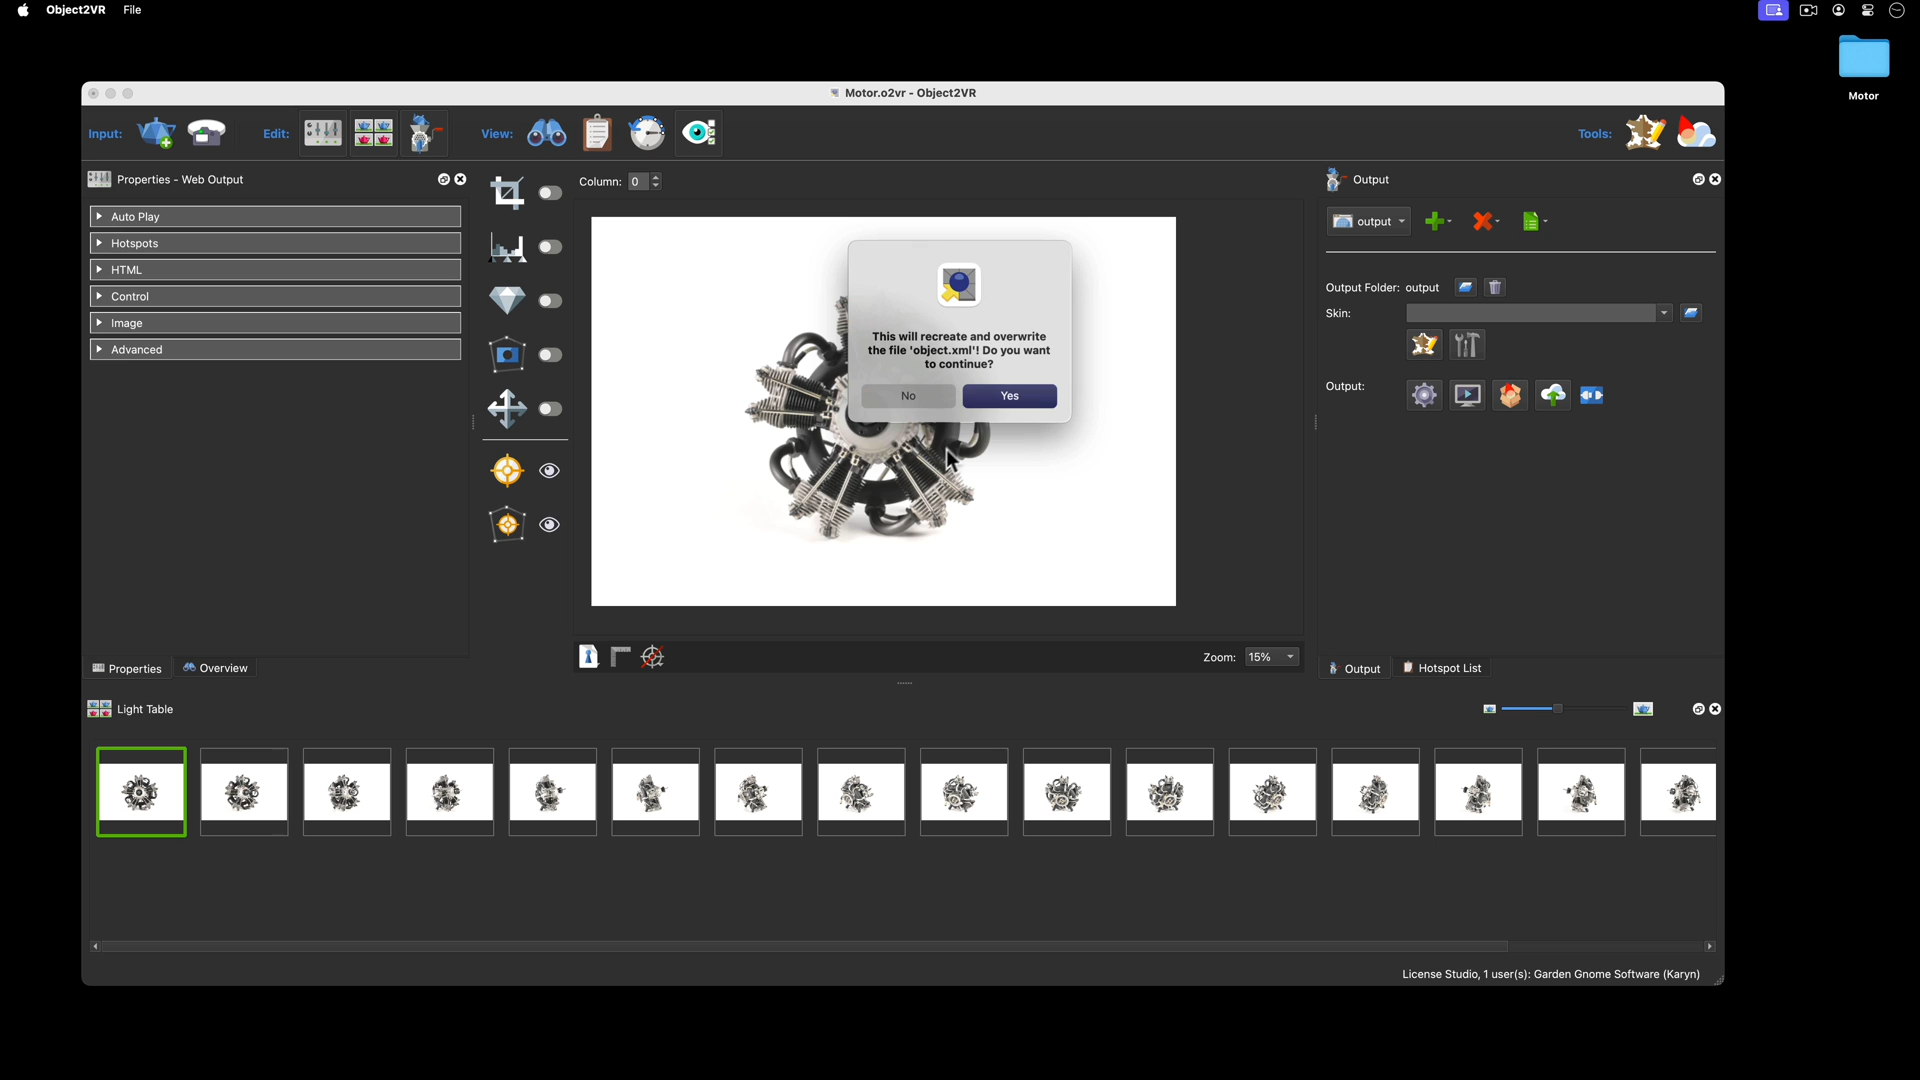 Object2VR File
Motor
Motor.o2vr - Object2VR
Input:
Edit:
View:
Tools:
Properties - Web Output
Auto Play
Hotspots
HTML
Control
Image
Advanced
Properties
Overview
Column: 0
This will recreate and overwrite
the file 'object.xml'! Do you want
to continue?
No
Yes
Zoom: 15%
Output
output
Output Folder: output
Skin:
Output:
Output
Hotspot List
Light Table
License Studio, 1 user(s): Garden Gnome Software (Karyn)